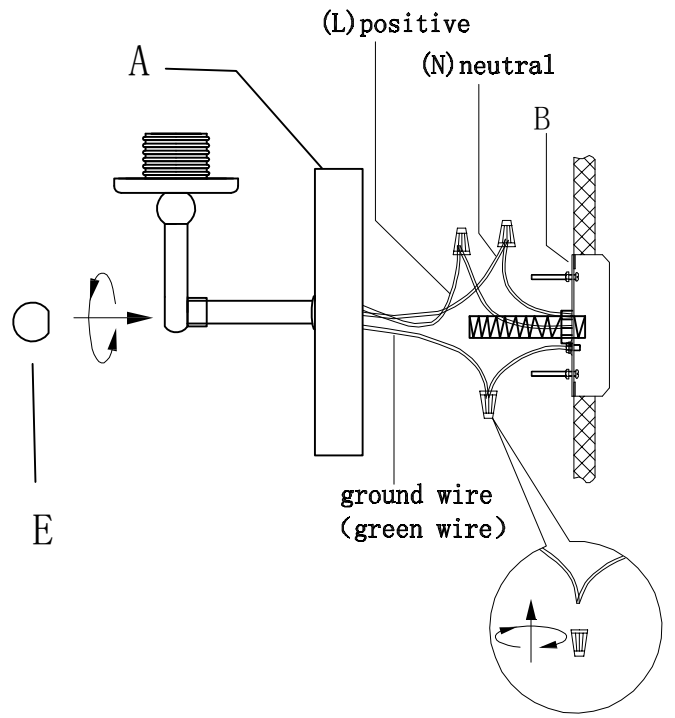 (L)positive
(N)neutral
A
B
E
ground wire
(green wire)